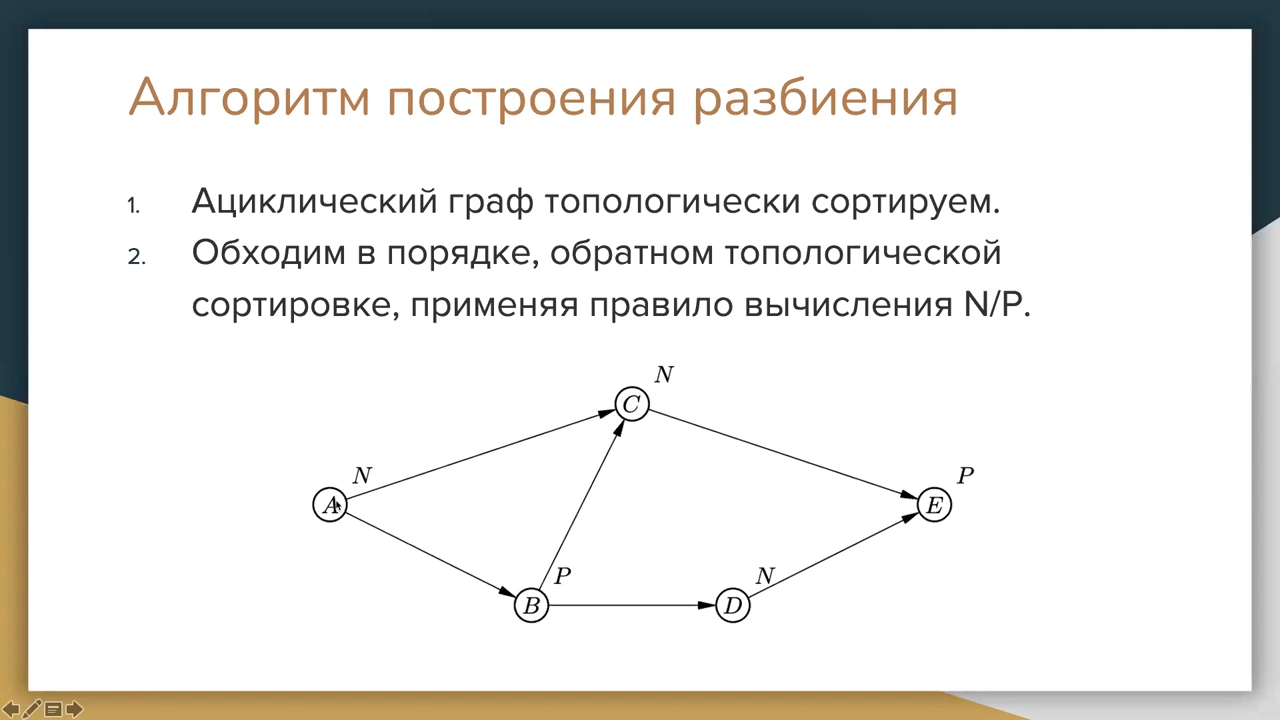 Алгоритм построения разбиения
1. Ациклический граф топологически сортируем.
2. Обходим в порядке, обратном топологической
сортировке, применяя правило вычисления N/P.
N
C
N
A
P
E
P
B
N
D